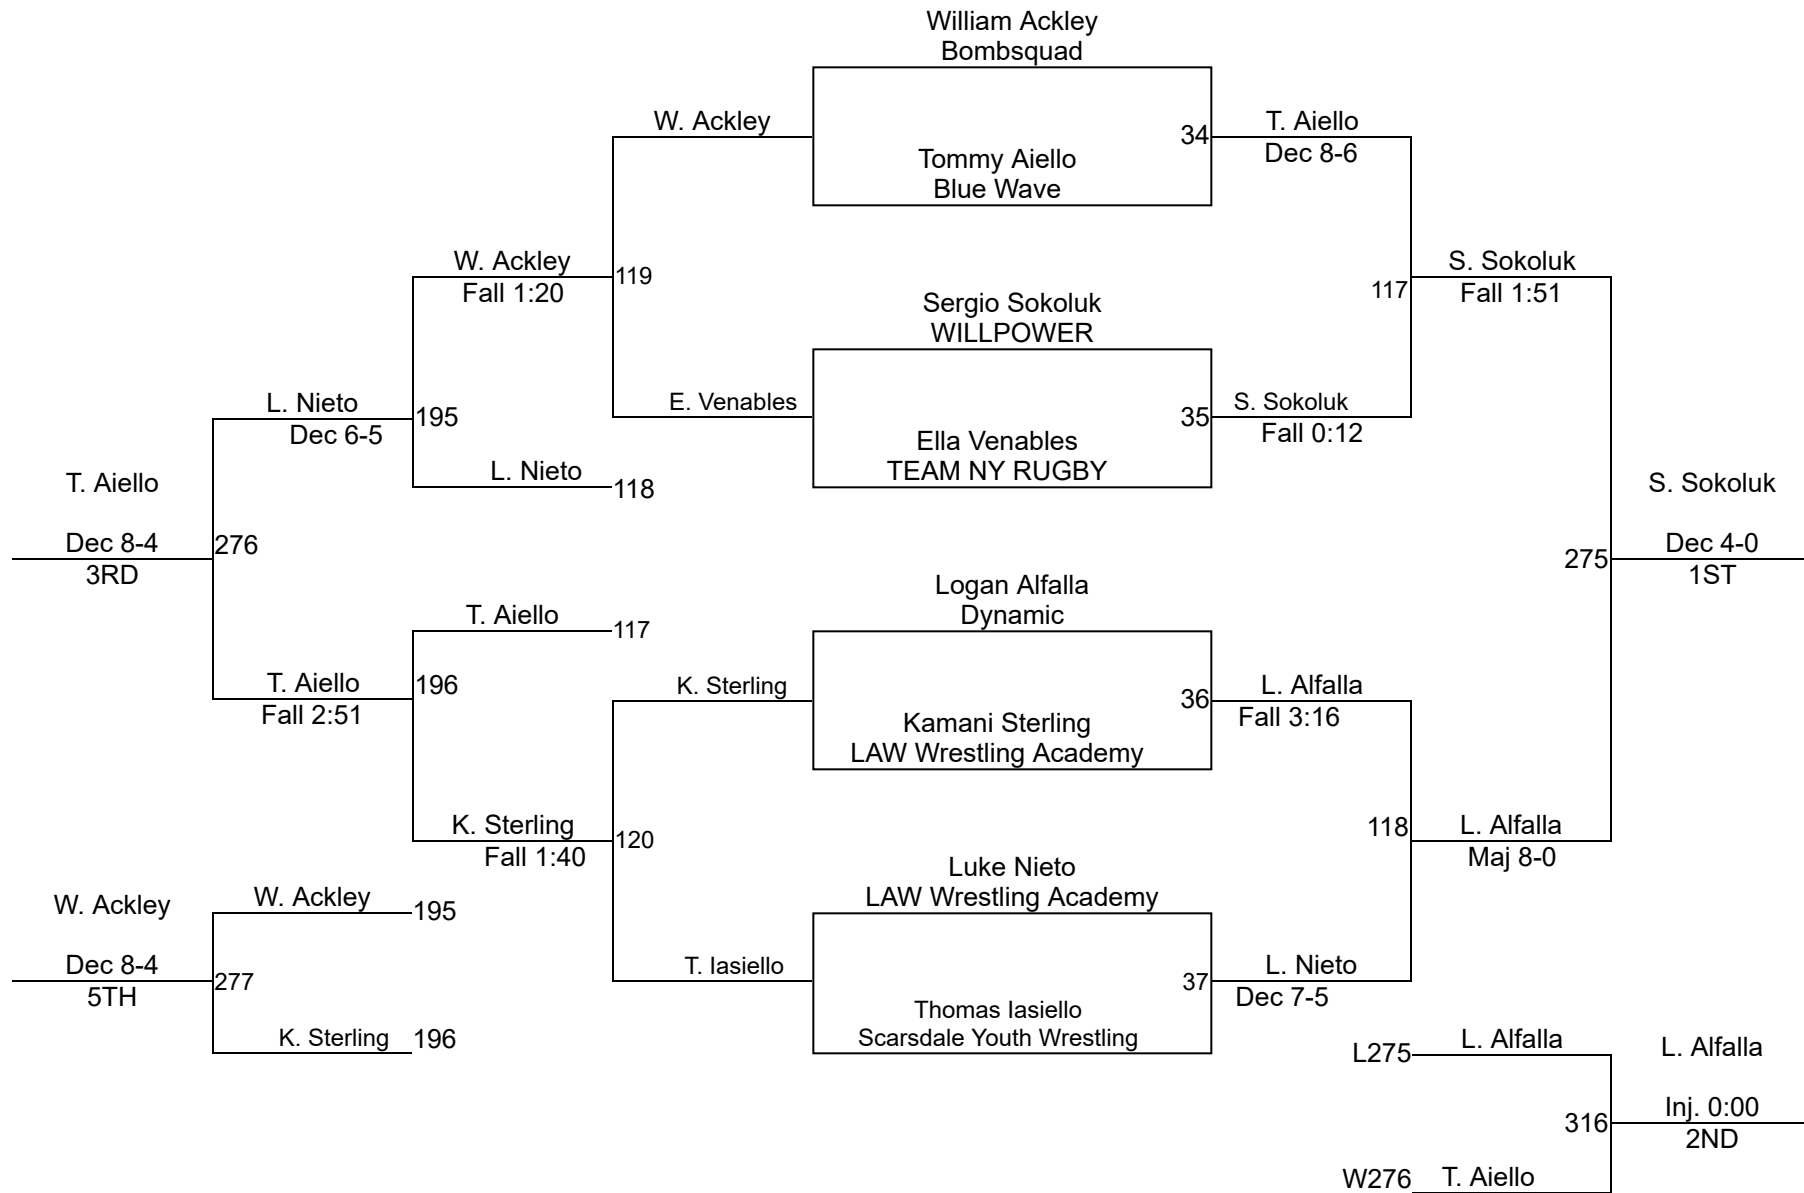 William Ackley
Bombsquad
W. Ackley
34
T. Aiello
Dec 8-6
Tommy Aiello
Blue Wave
W. Ackley
Fall 1:20
119
S. Sokoluk
Fall 1:51
117
Sergio Sokoluk
WILLPOWER
L. Nieto
Dec 6-5
195
E. Venables
35
S. Sokoluk
Fall 0:12
Ella Venables
TEAM NY RUGBY
L. Nieto
118
T. Aiello
Dec 8-4
3RD
276
S. Sokoluk
275
Dec 4-0
1ST
Logan Alfalla
Dynamic
T. Aiello
117
T. Aiello
Fall 2:51
196
K. Sterling
36
L. Alfalla
Fall 3:16
Kamani Sterling
LAW Wrestling Academy
K. Sterling
Fall 1:40
120
118
L. Alfalla
Maj 8-0
Luke Nieto
LAW Wrestling Academy
W. Ackley
Dec 8-4
5TH
W. Ackley
195
277
K. Sterling
196
T. Iasiello
37
L. Nieto
Dec 7-5
Thomas Iasiello
Scarsdale Youth Wrestling
L275
L. Alfalla
L. Alfalla
316
Inj. 0:00
2ND
W276
T. Aiello